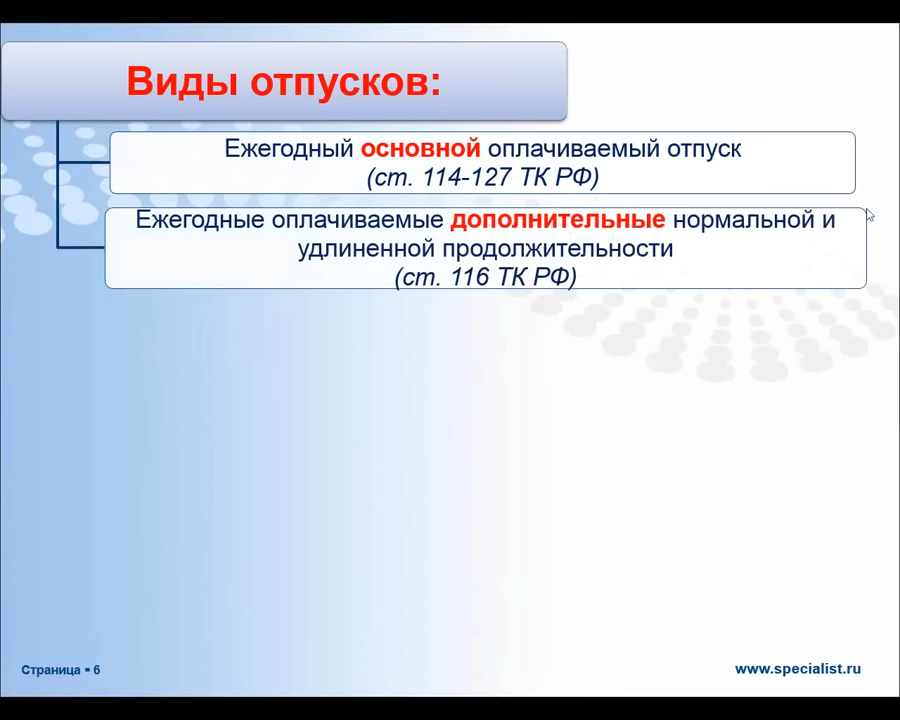 Виды отпусков:
Ежегодный основной оплачиваемый отпуск
(ст. 114-127 ТК РФ)
Ежегодные оплачиваемые дополнительные нормальной и
удлиненной продолжительности
(ст. 116 ТК РФ)
Страница ▪ 6
www.specialist.ru